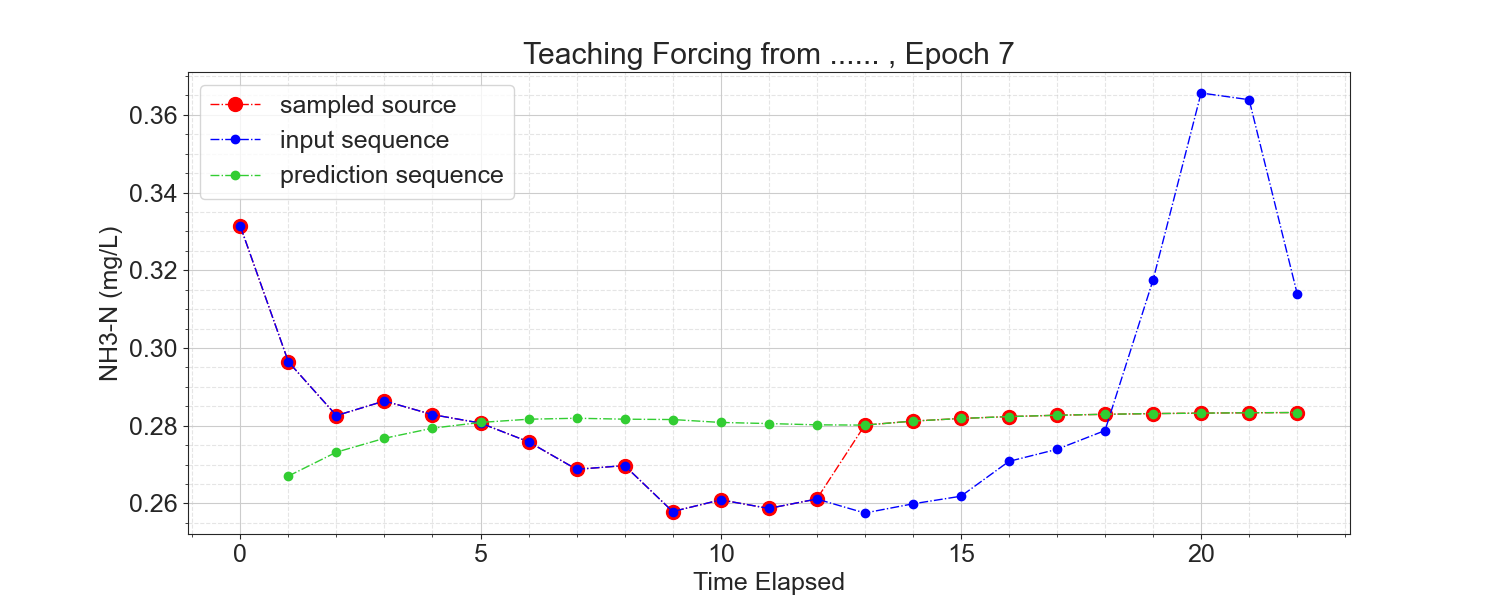 Teaching Forcing from ...... , Epoch 7
sampled source
input sequence
prediction sequence
NH3-N (mg/L)
0.36
0.34
0.32
0.30
0.28
0.26
0 5 10 15 20
Time Elapsed